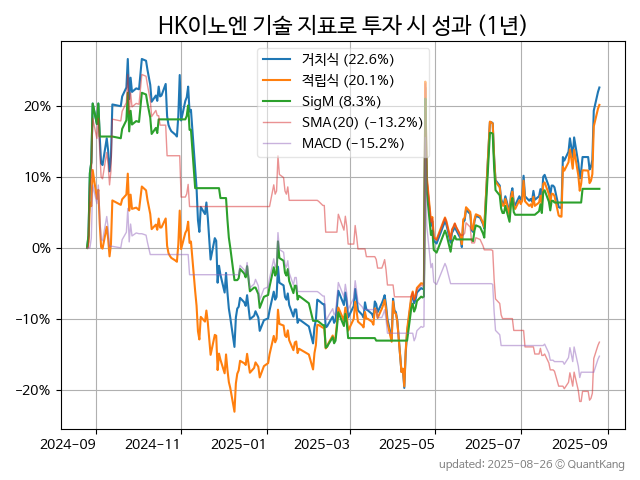 HK이노엔 기술 지표로 투자 시 성과 (1년)
거치식 (22.6%)
적립식 (20.1%)
SigM (8.3%)
SMA(20) (−13.2%)
MACD (−15.2%)
20%
10%
0%
−10%
−20%
2024−09
2024−11
2025−01
2025−03
2025−05
2025−07
2025−09
updated: 2025-08-26 © QuantKang